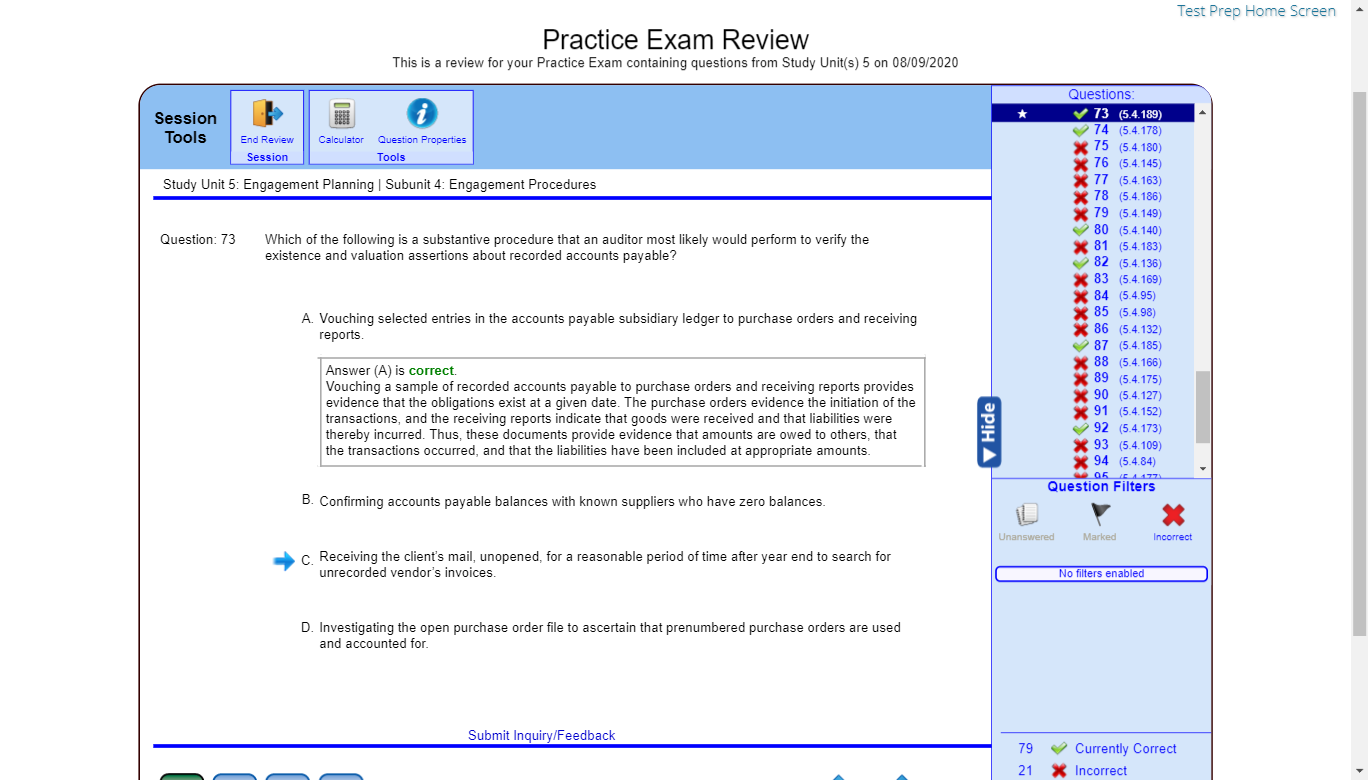 Test Prep Home Screen
Practice Exam Review
This is a review for your Practice Exam containing questions from Study Unit(s) 5 on 08/09/2020
Session
Tools
End Review
Session
Calculator
Question Properties
Tools
Study Unit 5: Engagement Planning | Subunit 4: Engagement Procedures
Question: 73
Which of the following is a substantive procedure that an auditor most likely would perform to verify the
existence and valuation assertions about recorded accounts payable?
A. Vouching selected entries in the accounts payable subsidiary ledger to purchase orders and receiving
reports.
Answer (A) is correct.
Vouching a sample of recorded accounts payable to purchase orders and receiving reports provides
evidence that the obligations exist at a given date. The purchase orders evidence the initiation of the
transactions, and the receiving reports indicate that goods were received and that liabilities were
thereby incurred. Thus, these documents provide evidence that amounts are owed to others, that
the transactions occurred, and that the liabilities have been included at appropriate amounts.
B. Confirming accounts payable balances with known suppliers who have zero balances.
C. Receiving the client's mail, unopened, for a reasonable period of time after year end to search for
unrecorded vendor's invoices.
D. Investigating the open purchase order file to ascertain that prenumbered purchase orders are used
and accounted for.
Submit Inquiry/Feedback
Hide
Questions:
73 (5.4.189)
74 (5.4.178)
75 (5.4.180)
76 (5.4.145)
77 (5.4.163)
78 (5.4.186)
79 (5.4.149)
80 (5.4.140)
81 (5.4.183)
82 (5.4.136)
83 (5.4.169)
84 (5.4.95)
85 (5.4.98)
86 (5.4.132)
87 (5.4.185)
88 (5.4.166)
89 (5.4.175)
90 (5.4.127)
91 (5.4.152)
92 (5.4.173)
93 (5.4.109)
94 (5.4.84)
95 (5.4.177)
Question Filters
Unanswered
Marked
Incorrect
No filters enabled
79 Currently Correct
21 Incorrect